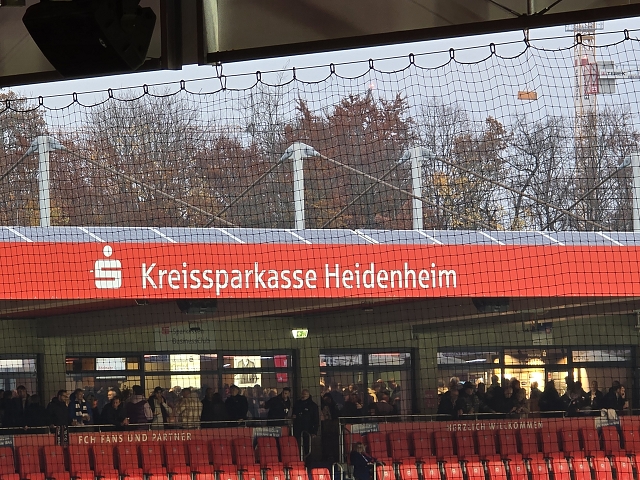 Kreissparkasse Heidenheim
FCH FANS UND PARTNER
HERZLICH WILLKOMMEN